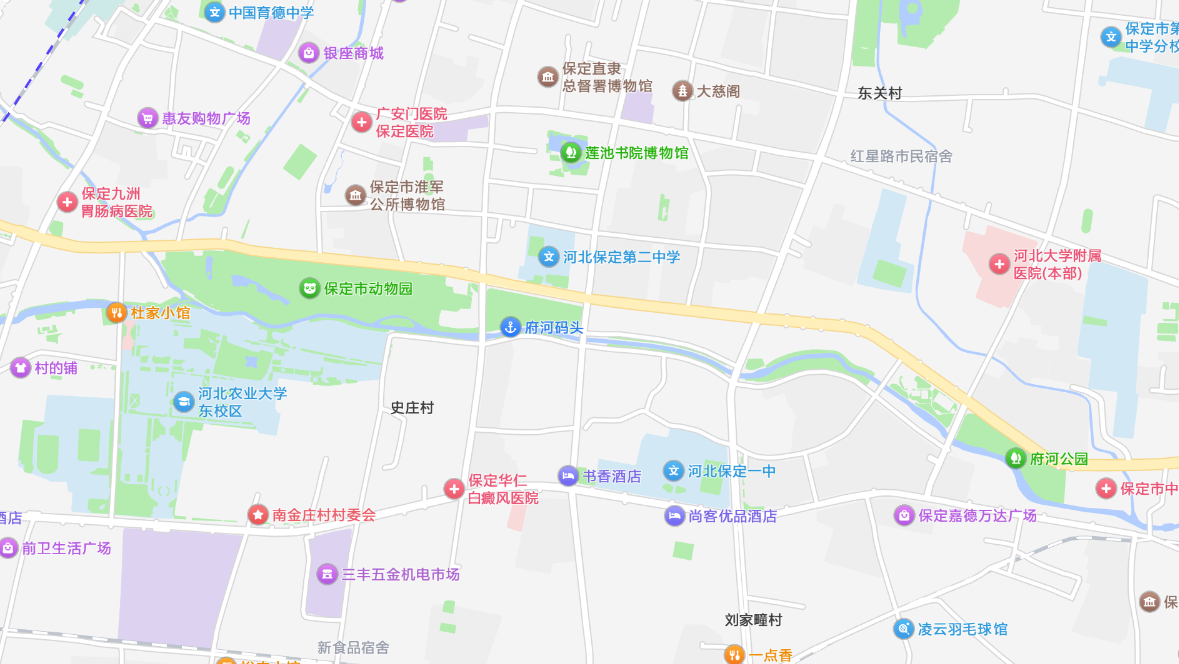 中国育德中学
保定市第
中学分校
银座商城
保定直隶
总督署博物馆
大慈阁
东关村
惠友购物广场
广安门医院
保定医院
莲池书院博物馆
红星路市民宿舍
保定九洲
胃肠病医院
保定市淮军
公所博物馆
河北保定第二中学
河北大学附属
医院(本部)
保定市动物园
杜家小馆
府河码头
村的铺
河北农业大学
东校区
史庄村
府河公园
保定华仁
白癜风医院
书香酒店
河北保定一中
保定市中
酒店
南金庄村村委会
尚客优品酒店
保定嘉德万达广场
前卫生活广场
三丰五金机电市场
保
刘家疃村
凌云羽毛球馆
新食品宿舍
一点香